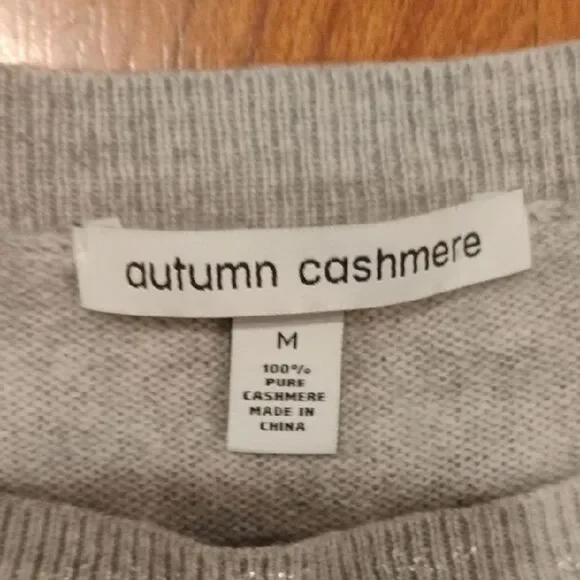 autumn cashmere
M
100%
PURE
CASHMERE
MADE IN
CHINA